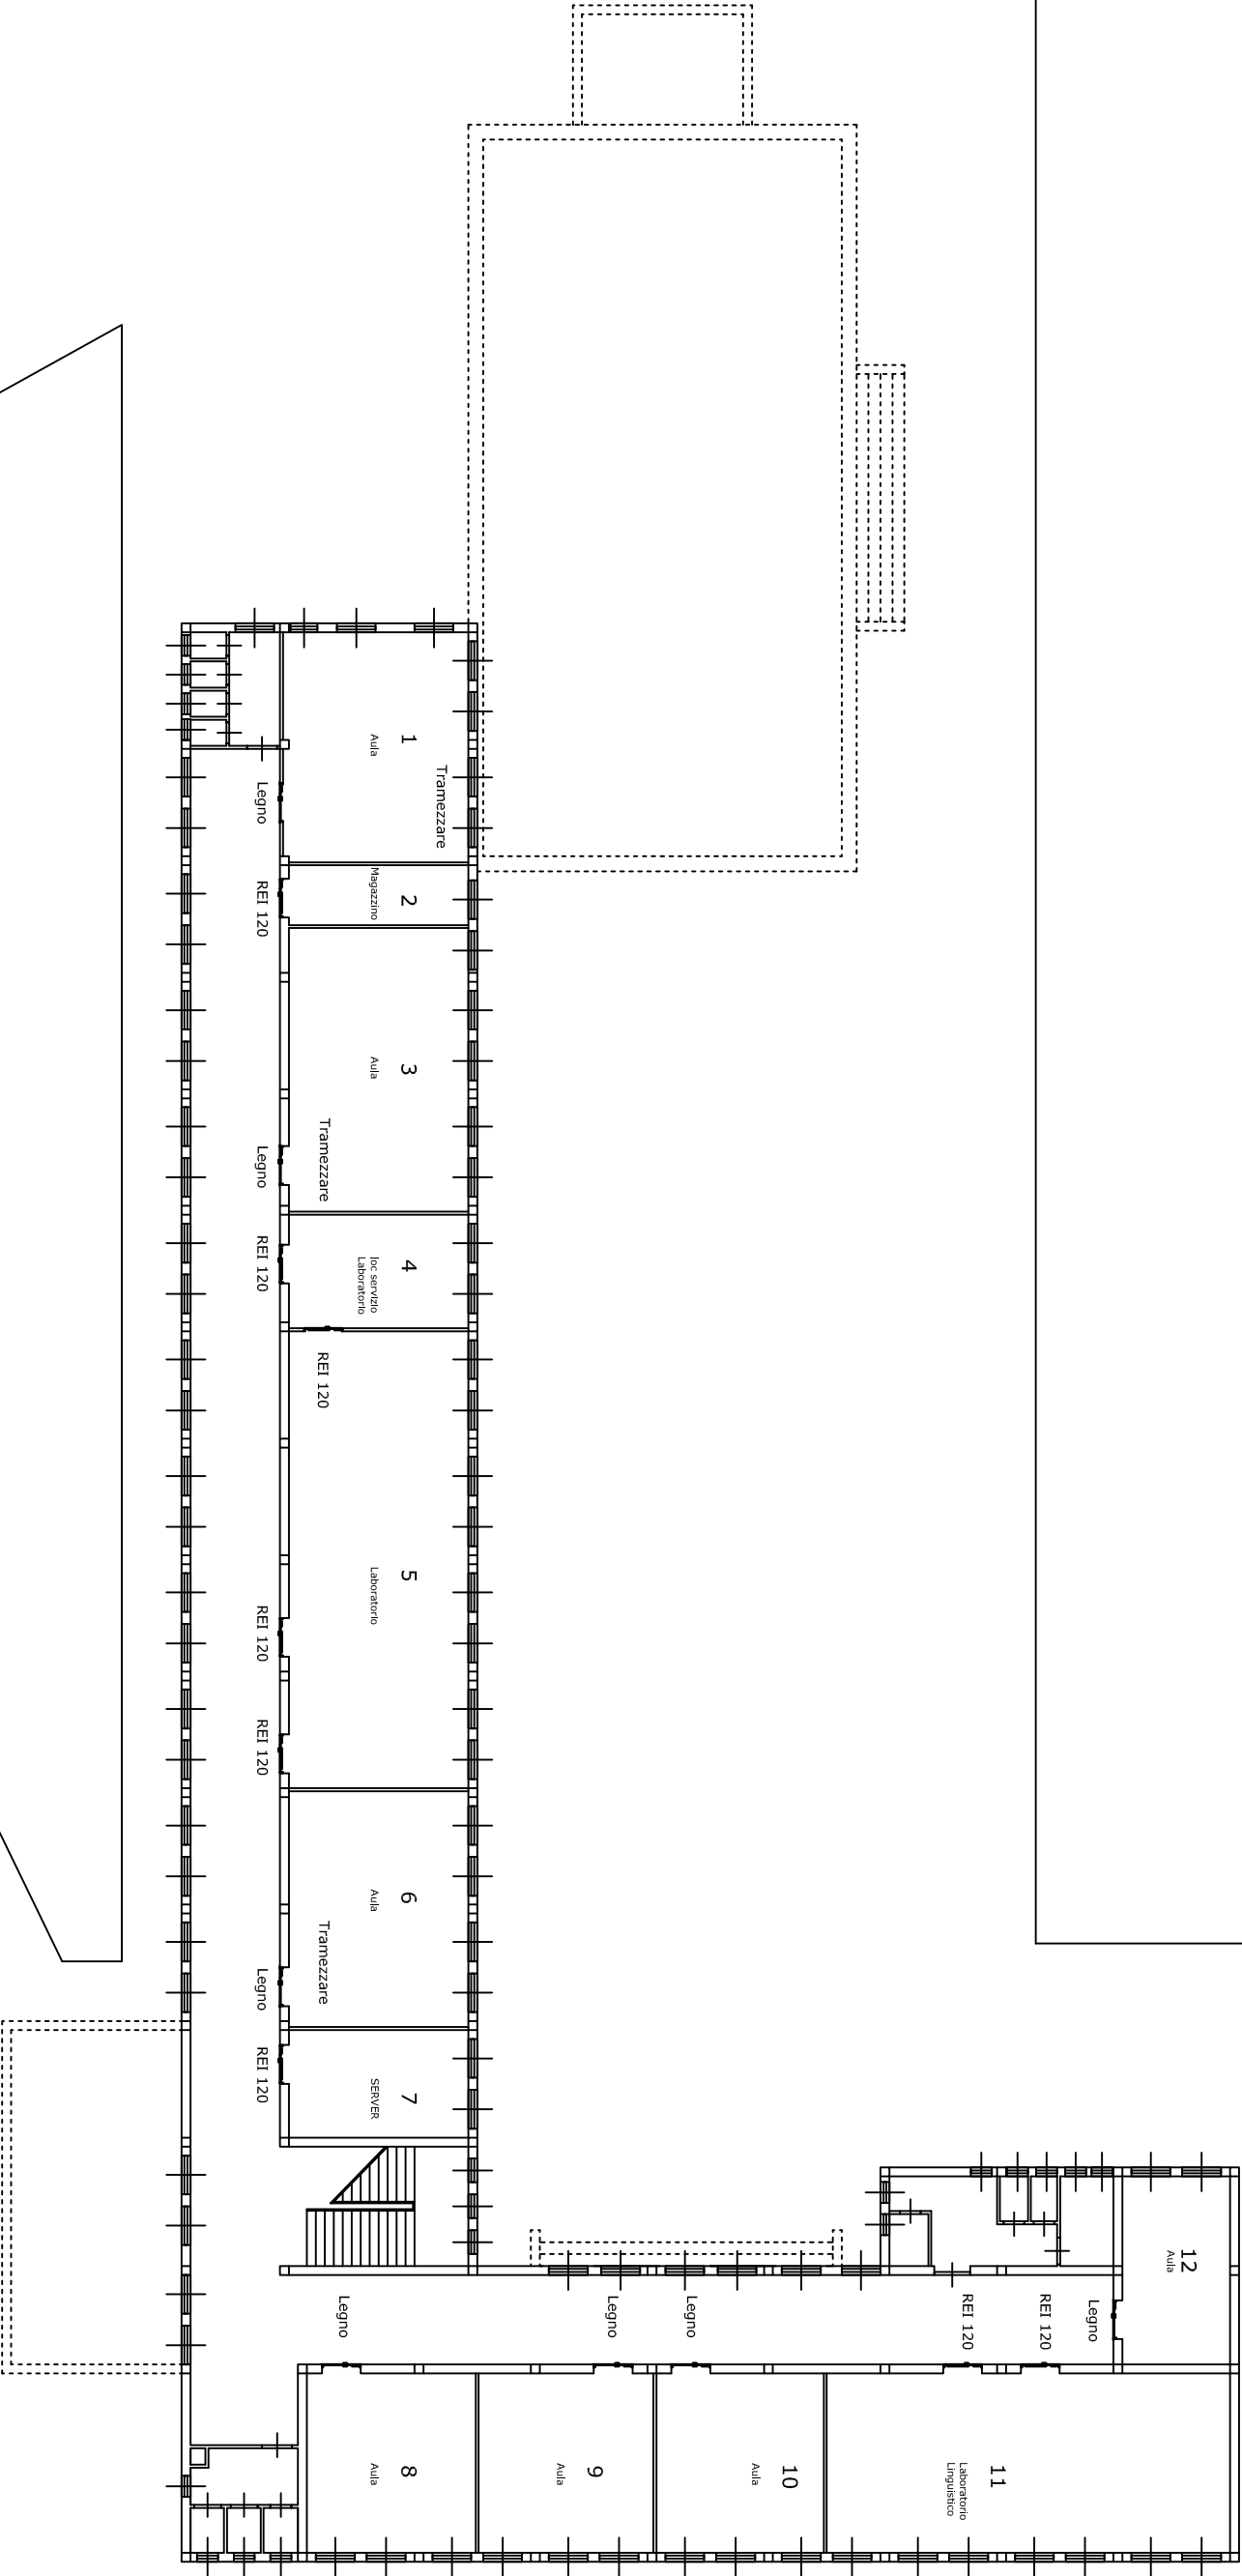 1
Aula
Tramezzare
Legno
2
Magazzino
REI 120
3
Aula
Tramezzare
Legno
4
loc servizio
Laboratorio
REI 120
REI 120
5
Laboratorio
REI 120
REI 120
6
Aula
Tramezzare
Legno
7
SERVER
REI 120
12
Aula
Legno
Legno
Legno
REI 120
REI 120
Legno
8
Aula
9
Aula
10
Aula
11
Laboratorio
Linguistico